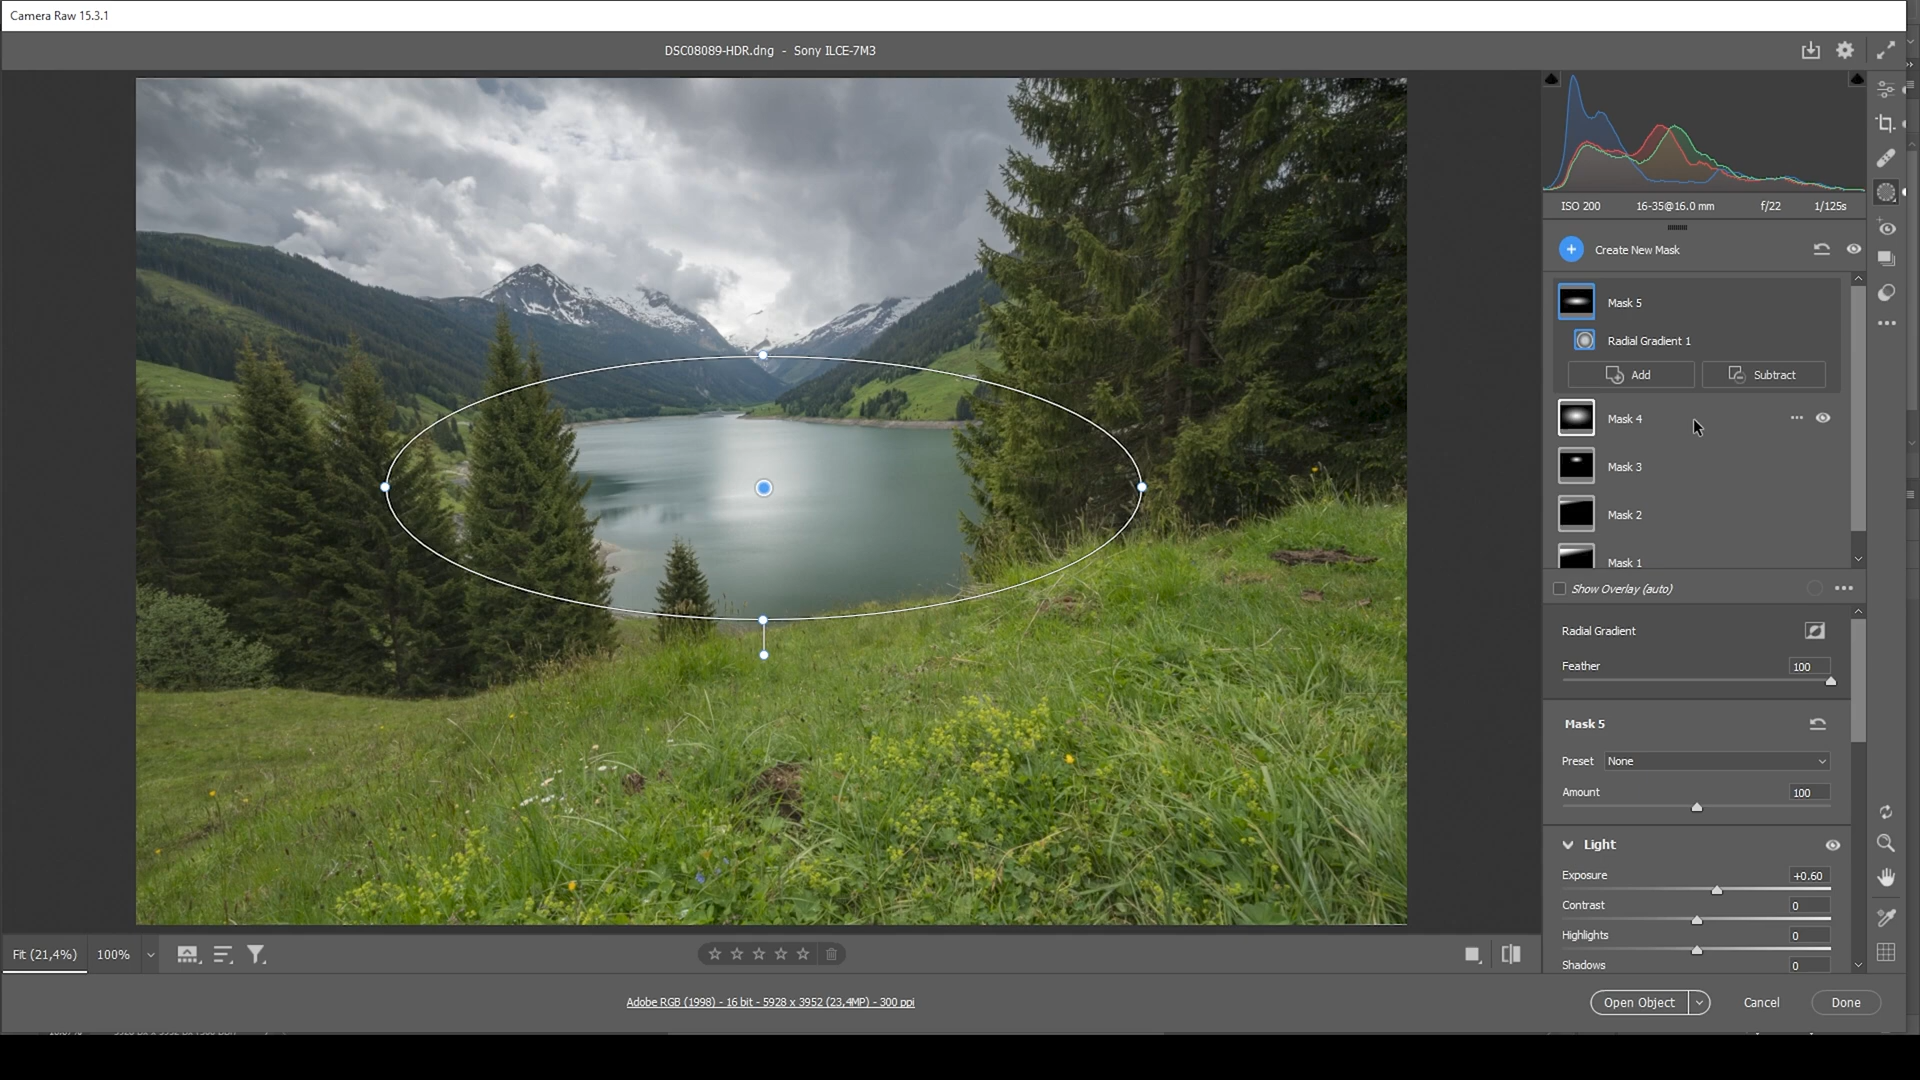 Camera Raw 15.3.1
DSC08089-HDR.dng - Sony ILCE-7M3
ISO 200 16-35@16.0 mm f/22 1/125s
Create New Mask
Mask 5
Radial Gradient 1
Add Subtract
Mask 4
Mask 3
Mask 2
Mask 1
Show Overlay (auto)
Radial Gradient
Feather 100
Mask 5
Preset None
Amount 100
Light
Exposure +0.60
Contrast 0
Highlights 0
Shadows 0
Fit (21,4%) 100%
Adobe RGB (1998) - 16 bit - 5928 x 3952 (23,4MP) - 300 ppi
Open Object Cancel Done